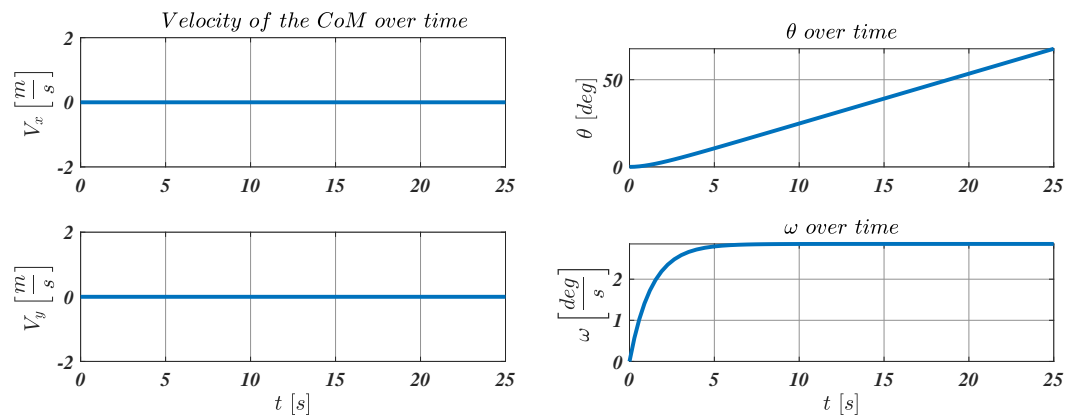 Velocity of the CoM over time
V_x [m/s]
2
0
-2
0 5 10 15 20 25
V_y [m/s]
2
0
-2
0 5 10 15 20 25
t [s]
θ over time
θ [deg]
50
0
0 5 10 15 20 25
ω over time
ω [deg/s]
2
1
0
0 5 10 15 20 25
t [s]